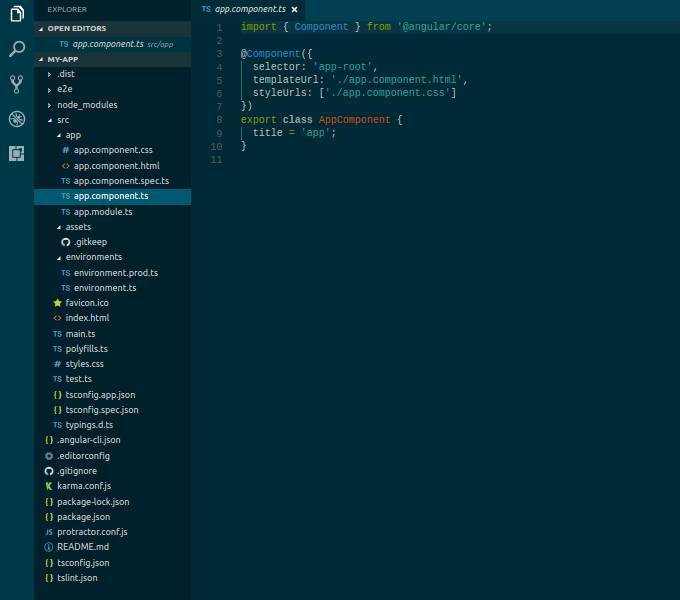 EXPLORER
OPEN EDITORS
TS app.component.ts src/app
MY-APP
.dist
e2e
node_modules
src
app
# app.component.css
<> app.component.html
TS app.component.spec.ts
TS app.component.ts
TS app.module.ts
assets
.gitkeep
environments
TS environment.prod.ts
TS environment.ts
favicon.ico
<> index.html
TS main.ts
TS polyfills.ts
# styles.css
TS test.ts
{} tsconfig.app.json
{} tsconfig.spec.json
TS typings.d.ts
{} .angular-cli.json
.editorconfig
.gitignore
K karma.conf.js
{} package-lock.json
{} package.json
JS protractor.conf.js
README.md
{} tsconfig.json
{} tslint.json
TS app.component.ts ×
1 import { Component } from '@angular/core';
2
3 @Component({
4   selector: 'app-root',
5   templateUrl: './app.component.html',
6   styleUrls: ['./app.component.css']
7 })
8 export class AppComponent {
9   title = 'app';
10 }
11